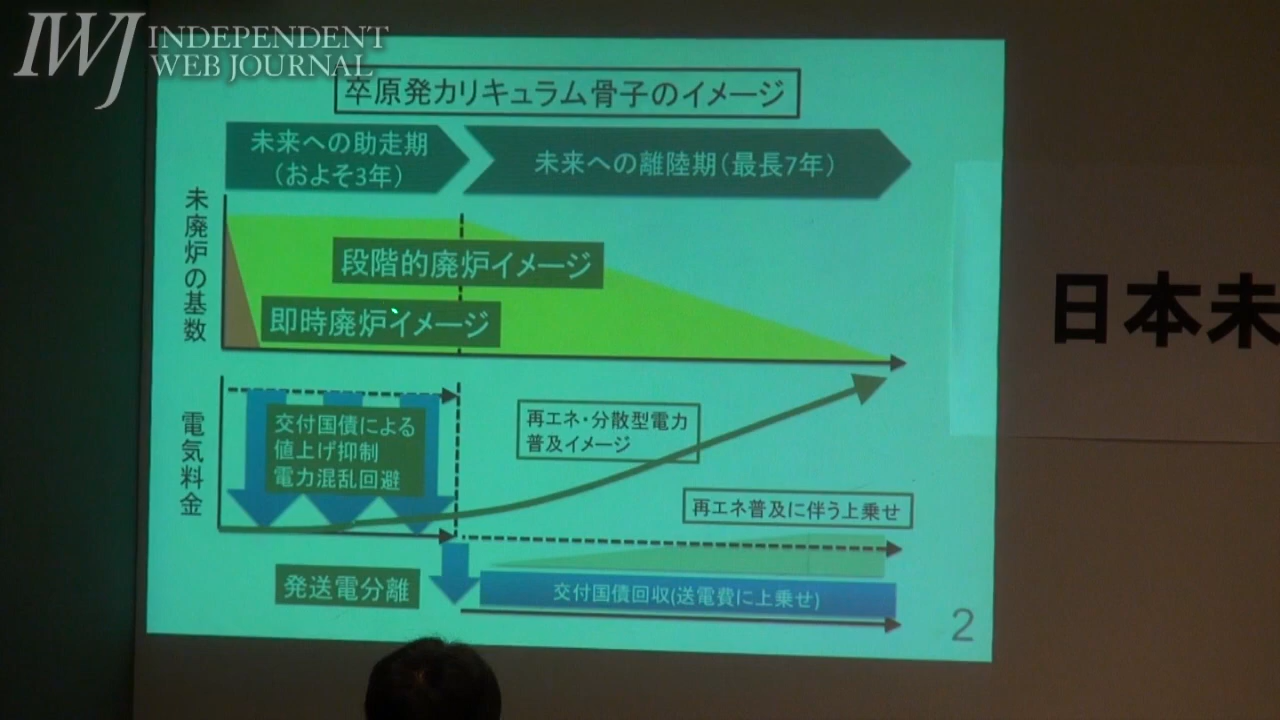 IWJ INDEPENDENT
WEB JOURNAL
卒原発カリキュラム骨子のイメージ
未来への助走期
(およそ3年)
未来への離陸期(最長7年)
未廃炉の基数
段階的廃炉イメージ
即時廃炉イメージ
電気料金
交付国債による
値上げ抑制
電力混乱回避
再エネ・分散型電力
普及イメージ
再エネ普及に伴う上乗せ
発送電分離
交付国債回収(送電費に上乗せ)
2
日本未